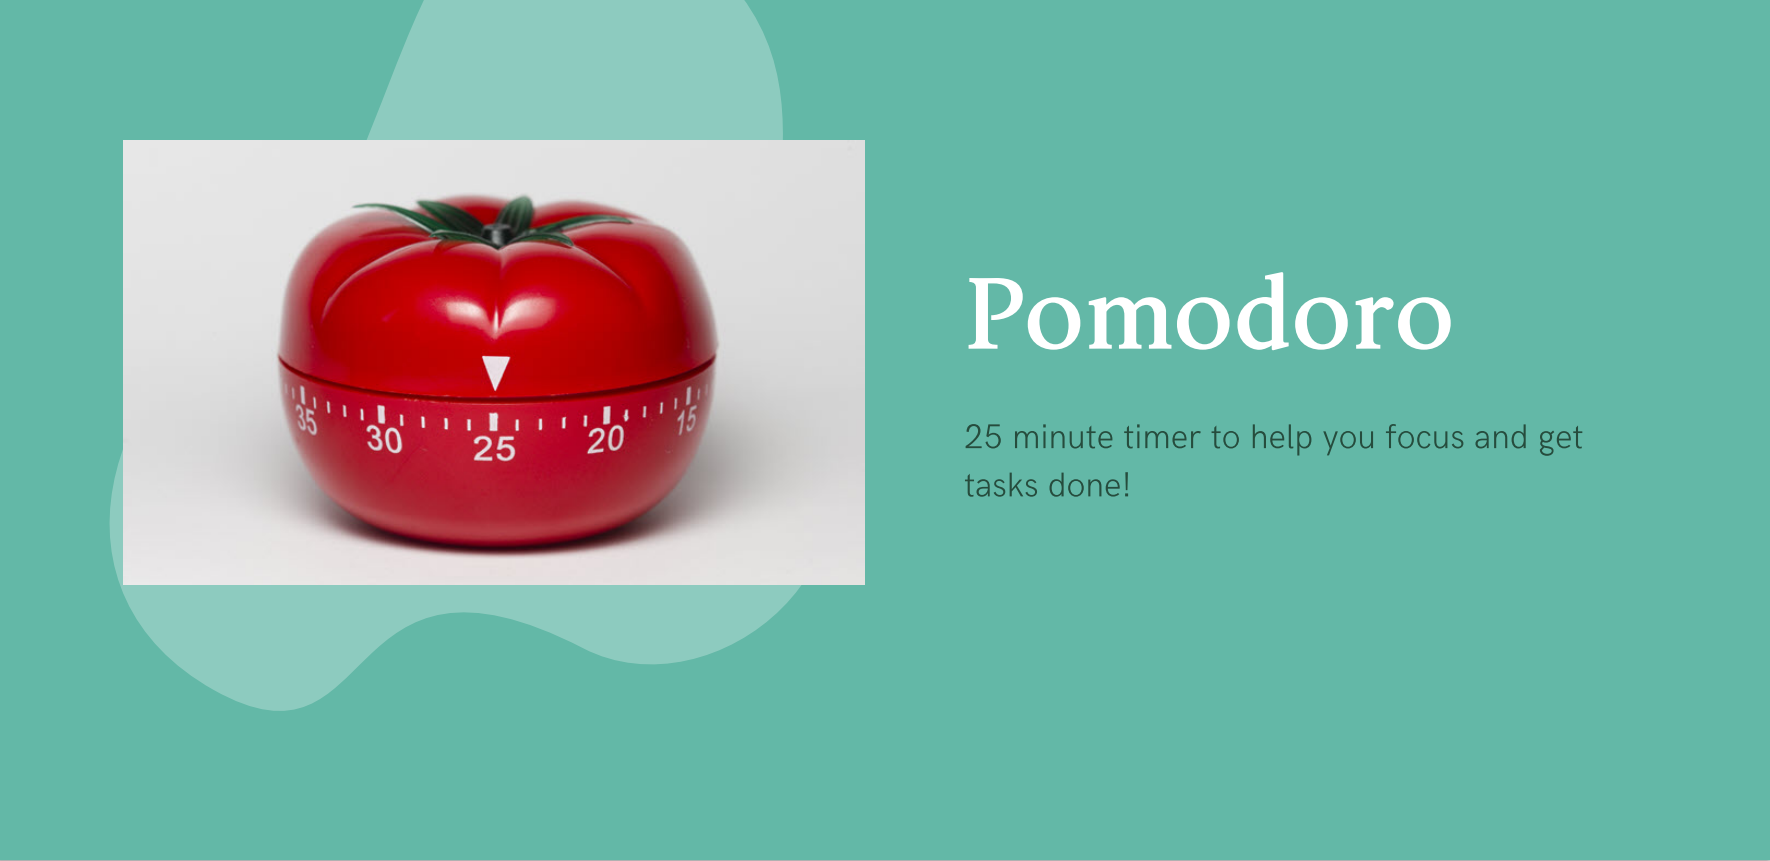 Pomodoro
25 minute timer to help you focus and get
tasks done!
35 30 25 20 15